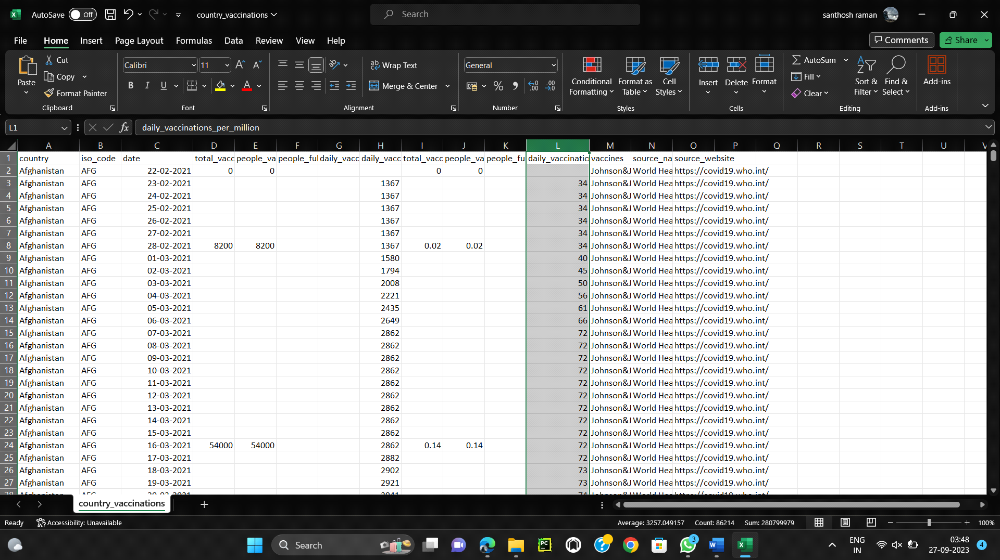 AutoSave Off country_vaccinations Search santhosh raman
File Home Insert Page Layout Formulas Data Review View Help Comments Share
Paste Cut Copy Format Painter Clipboard
Calibri 11 B I U Font
Wrap Text Merge & Center Alignment
General Number
Conditional Formatting Format as Table Cell Styles Styles
Insert Delete Format Cells
AutoSum Fill Clear Sort & Filter Find & Select Editing
Add-ins Add-ins
L1 fx daily_vaccinations_per_million
A B C D E F G H I J K L M N O P Q R S T U V
1 country iso_code date total_vacc people_va people_ful daily_vacc daily_vacc total_vacc people_va people_fu daily_vaccinatio vaccines source_na source_website
2 Afghanistan AFG 22-02-2021 0 0 0 0 Johnson&J World Hea https://covid19.who.int/
3 Afghanistan AFG 23-02-2021 1367 34 Johnson&J World Hea https://covid19.who.int/
4 Afghanistan AFG 24-02-2021 1367 34 Johnson&J World Hea https://covid19.who.int/
5 Afghanistan AFG 25-02-2021 1367 34 Johnson&J World Hea https://covid19.who.int/
6 Afghanistan AFG 26-02-2021 1367 34 Johnson&J World Hea https://covid19.who.int/
7 Afghanistan AFG 27-02-2021 1367 34 Johnson&J World Hea https://covid19.who.int/
8 Afghanistan AFG 28-02-2021 8200 8200 1367 0.02 0.02 34 Johnson&J World Hea https://covid19.who.int/
9 Afghanistan AFG 01-03-2021 1580 40 Johnson&J World Hea https://covid19.who.int/
10 Afghanistan AFG 02-03-2021 1794 45 Johnson&J World Hea https://covid19.who.int/
11 Afghanistan AFG 03-03-2021 2008 50 Johnson&J World Hea https://covid19.who.int/
12 Afghanistan AFG 04-03-2021 2221 56 Johnson&J World Hea https://covid19.who.int/
13 Afghanistan AFG 05-03-2021 2435 61 Johnson&J World Hea https://covid19.who.int/
14 Afghanistan AFG 06-03-2021 2649 66 Johnson&J World Hea https://covid19.who.int/
15 Afghanistan AFG 07-03-2021 2862 72 Johnson&J World Hea https://covid19.who.int/
16 Afghanistan AFG 08-03-2021 2862 72 Johnson&J World Hea https://covid19.who.int/
17 Afghanistan AFG 09-03-2021 2862 72 Johnson&J World Hea https://covid19.who.int/
18 Afghanistan AFG 10-03-2021 2862 72 Johnson&J World Hea https://covid19.who.int/
19 Afghanistan AFG 11-03-2021 2862 72 Johnson&J World Hea https://covid19.who.int/
20 Afghanistan AFG 12-03-2021 2862 72 Johnson&J World Hea https://covid19.who.int/
21 Afghanistan AFG 13-03-2021 2862 72 Johnson&J World Hea https://covid19.who.int/
22 Afghanistan AFG 14-03-2021 2862 72 Johnson&J World Hea https://covid19.who.int/
23 Afghanistan AFG 15-03-2021 2862 72 Johnson&J World Hea https://covid19.who.int/
24 Afghanistan AFG 16-03-2021 54000 54000 2862 0.14 0.14 72 Johnson&J World Hea https://covid19.who.int/
25 Afghanistan AFG 17-03-2021 2882 72 Johnson&J World Hea https://covid19.who.int/
26 Afghanistan AFG 18-03-2021 2902 73 Johnson&J World Hea https://covid19.who.int/
27 Afghanistan AFG 19-03-2021 2921 73 Johnson&J World Hea https://covid19.who.int/
country_vaccinations
Ready Accessibility: Unavailable Average: 3257.049157 Count: 86214 Sum: 280799979 100%
Search PC 3 ENG IN 03:48 27-09-2023 4